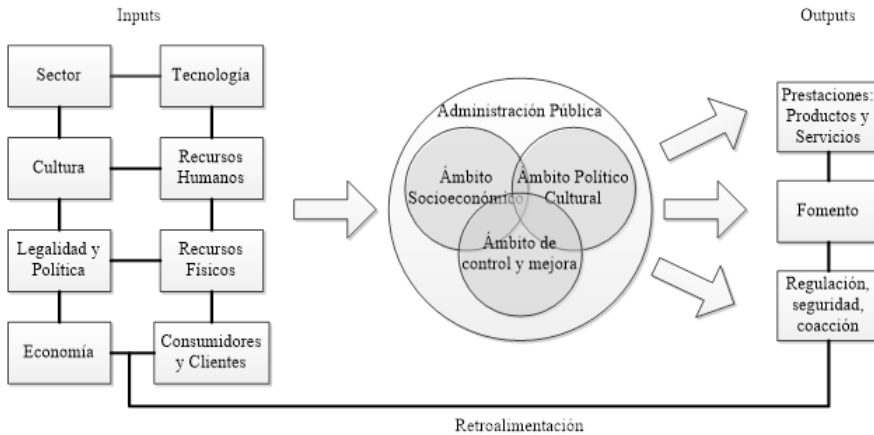 Inputs
Outputs
Sector
Tecnología
Cultura
Recursos
Humanos
Legalidad y
Política
Recursos
Físicos
Economía
Consumidores
y Clientes
Administración Pública
Ámbito
Socioeconómico
Ámbito Político
Cultural
Ámbito de
control y mejora
Prestaciones:
Productos y
Servicios
Fomento
Regulación,
seguridad,
coacción
Retroalimentación